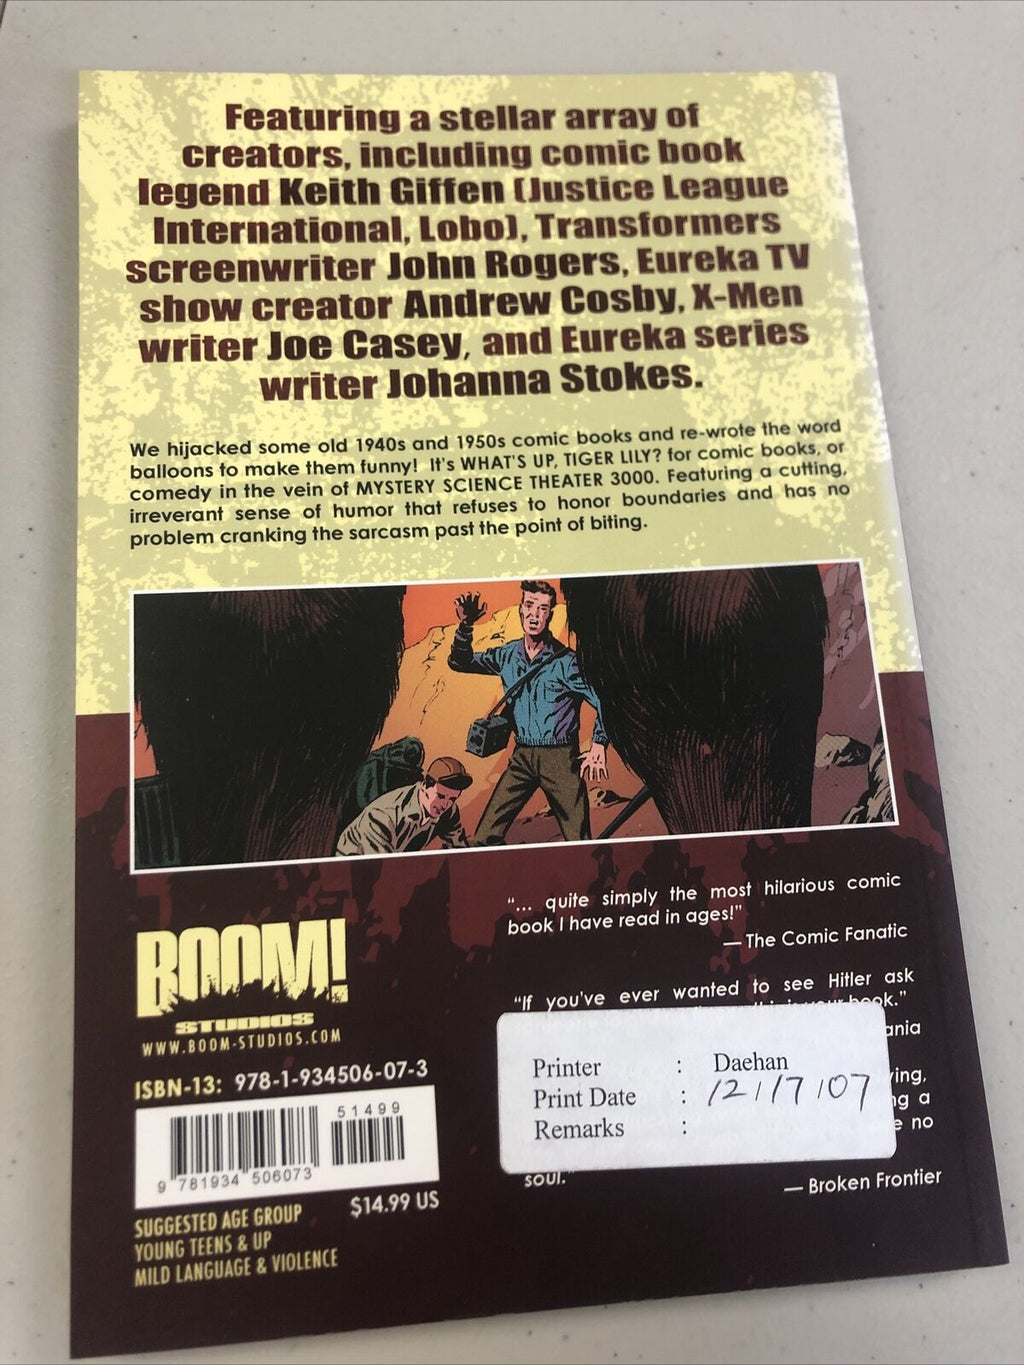 Featuring a stellar array of
creators, including comic book
legend Keith Giffen (Justice League
International, Lobo), Transformers
screenwriter John Rogers, Eureka TV
show creator Andrew Cosby, X-Men
writer Joe Casey, and Eureka series
writer Johanna Stokes.
We hijacked some old 1940s and 1950s comic books and re-wrote the word
balloons to make them funny! It's WHAT'S UP, TIGER LILY? for comic books, or
comedy in the vein of MYSTERY SCIENCE THEATER 3000. Featuring a cutting,
irreverant sense of humor that refuses to honor boundaries and has no
problem cranking the sarcasm past the point of biting.
"... quite simply the most hilarious comic
book I have read in ages!"
— The Comic Fanatic
"If you've ever wanted to see Hitler ask
this is your book."
Printer : Daehan
Print Date : 12/17/07
Remarks :
a
no
soul."
— Broken Frontier
BOOM!
STUDIOS
WWW.BOOM-STUDIOS.COM
ISBN-13: 978-1-934506-07-3
51499
9 781934 506073
$14.99 US
SUGGESTED AGE GROUP
YOUNG TEENS & UP
MILD LANGUAGE & VIOLENCE